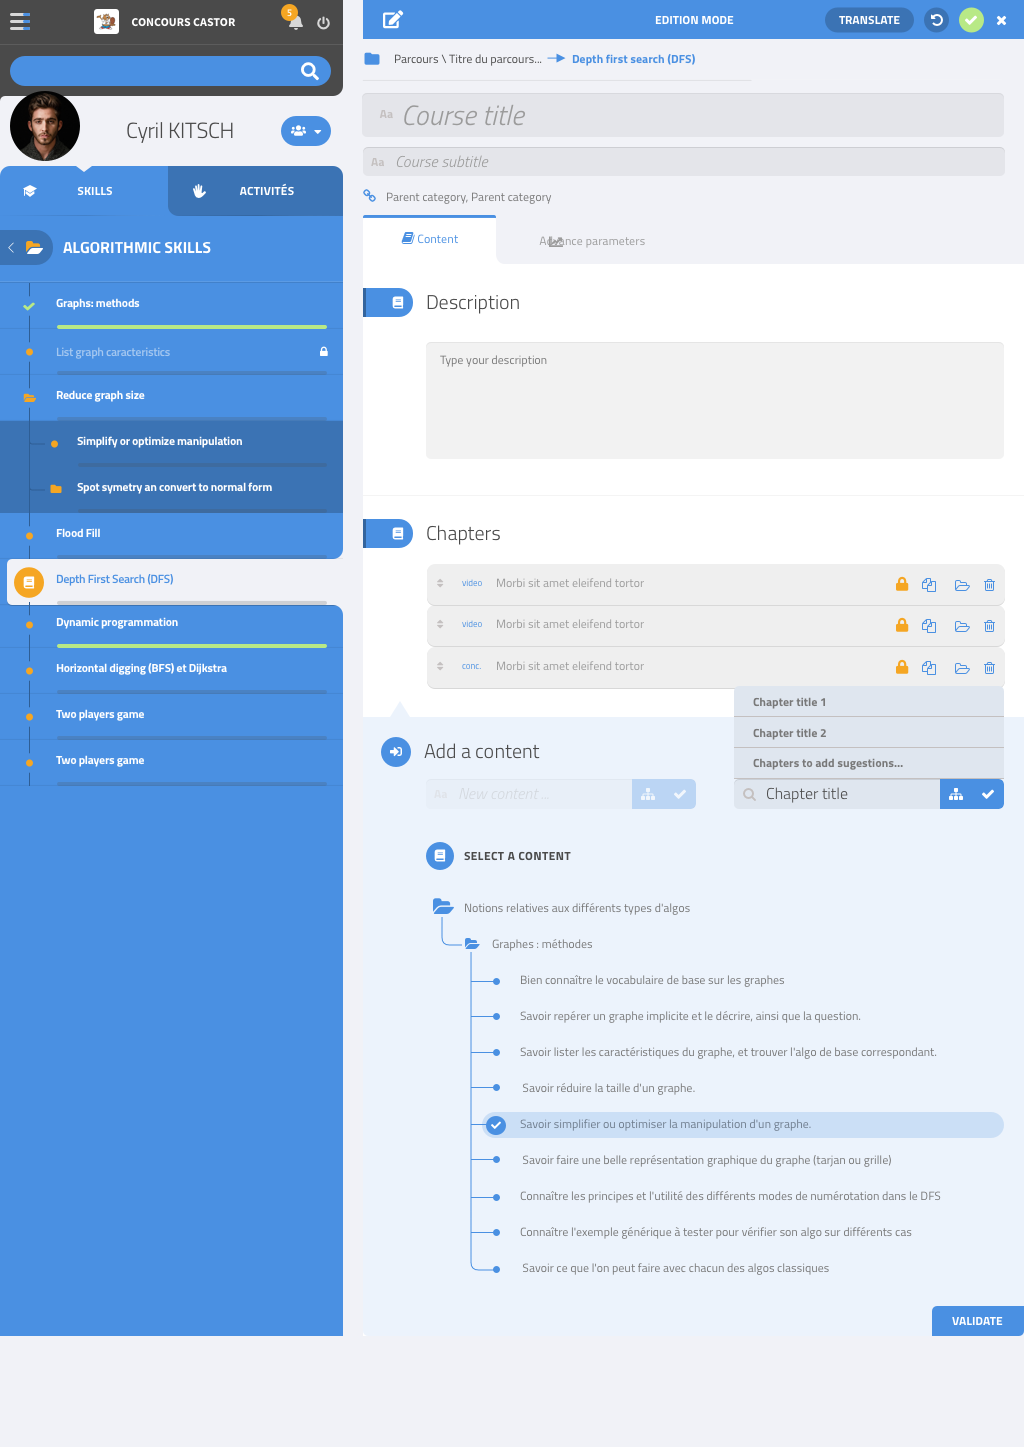 CONCOURS CASTOR
5
EDITION MODE
TRANSLATE
Parcours \ Titre du parcours...
Depth first search (DFS)
Cyril KITSCH
Aa Course title
Aa Course subtitle
Parent category, Parent category
SKILLS
ACTIVITÉS
ALGORITHMIC SKILLS
Graphs: methods
List graph caracteristics
Reduce graph size
Simplify or optimize manipulation
Spot symetry an convert to normal form
Flood Fill
Depth First Search (DFS)
Dynamic programmation
Horizontal digging (BFS) et Dijkstra
Two players game
Two players game
Content
Advance parameters
Description
Type your description
Chapters
video Morbi sit amet eleifend tortor
video Morbi sit amet eleifend tortor
conc. Morbi sit amet eleifend tortor
Chapter title 1
Chapter title 2
Chapters to add sugestions...
Add a content
Aa New content ...
Chapter title
SELECT A CONTENT
Notions relatives aux différents types d'algos
Graphes : méthodes
Bien connaître le vocabulaire de base sur les graphes
Savoir repérer un graphe implicite et le décrire, ainsi que la question.
Savoir lister les caractéristiques du graphe, et trouver l'algo de base correspondant.
Savoir réduire la taille d'un graphe.
Savoir simplifier ou optimiser la manipulation d'un graphe.
Savoir faire une belle représentation graphique du graphe (tarjan ou grille)
Connaître les principes et l'utilité des différents modes de numérotation dans le DFS
Connaître l'exemple générique à tester pour vérifier son algo sur différents cas
Savoir ce que l'on peut faire avec chacun des algos classiques
VALIDATE